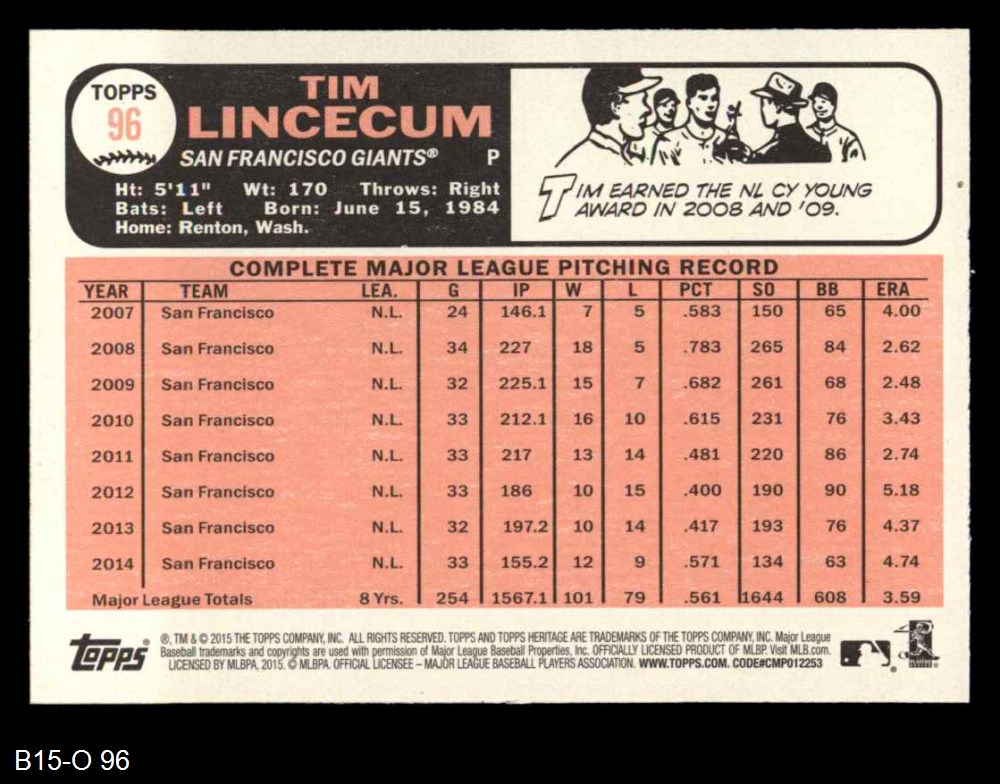 TOPPS
96
TIM
LINCECUM
SAN FRANCISCO GIANTS® P
Ht: 5'11" Wt: 170 Throws: Right
Bats: Left Born: June 15, 1984
Home: Renton, Wash.
TIM EARNED THE NL CY YOUNG
AWARD IN 2008 AND '09.
COMPLETE MAJOR LEAGUE PITCHING RECORD
YEAR TEAM LEA. G IP W L PCT SO BB ERA
2007 San Francisco N.L. 24 146.1 7 5 .583 150 65 4.00
2008 San Francisco N.L. 34 227 18 5 .783 265 84 2.62
2009 San Francisco N.L. 32 225.1 15 7 .682 261 68 2.48
2010 San Francisco N.L. 33 212.1 16 10 .615 231 76 3.43
2011 San Francisco N.L. 33 217 13 14 .481 220 86 2.74
2012 San Francisco N.L. 33 186 10 15 .400 190 90 5.18
2013 San Francisco N.L. 32 197.2 10 14 .417 193 76 4.37
2014 San Francisco N.L. 33 155.2 12 9 .571 134 63 4.74
Major League Totals 8 Yrs. 254 1567.1 101 79 .561 1644 608 3.59
Topps®
®, TM & © 2015 THE TOPPS COMPANY, INC. ALL RIGHTS RESERVED. TOPPS AND TOPPS HERITAGE ARE TRADEMARKS OF THE TOPPS COMPANY, INC. Major League
Baseball trademarks and copyrights are used with permission of Major League Baseball Properties, Inc. OFFICIALLY LICENSED PRODUCT OF MLBP. Visit MLB.com.
LICENSED BY MLBPA, 2015. © MLBPA. OFFICIAL LICENSEE – MAJOR LEAGUE BASEBALL PLAYERS ASSOCIATION. WWW.TOPPS.COM. CODE#CMP012253
B15-O 96